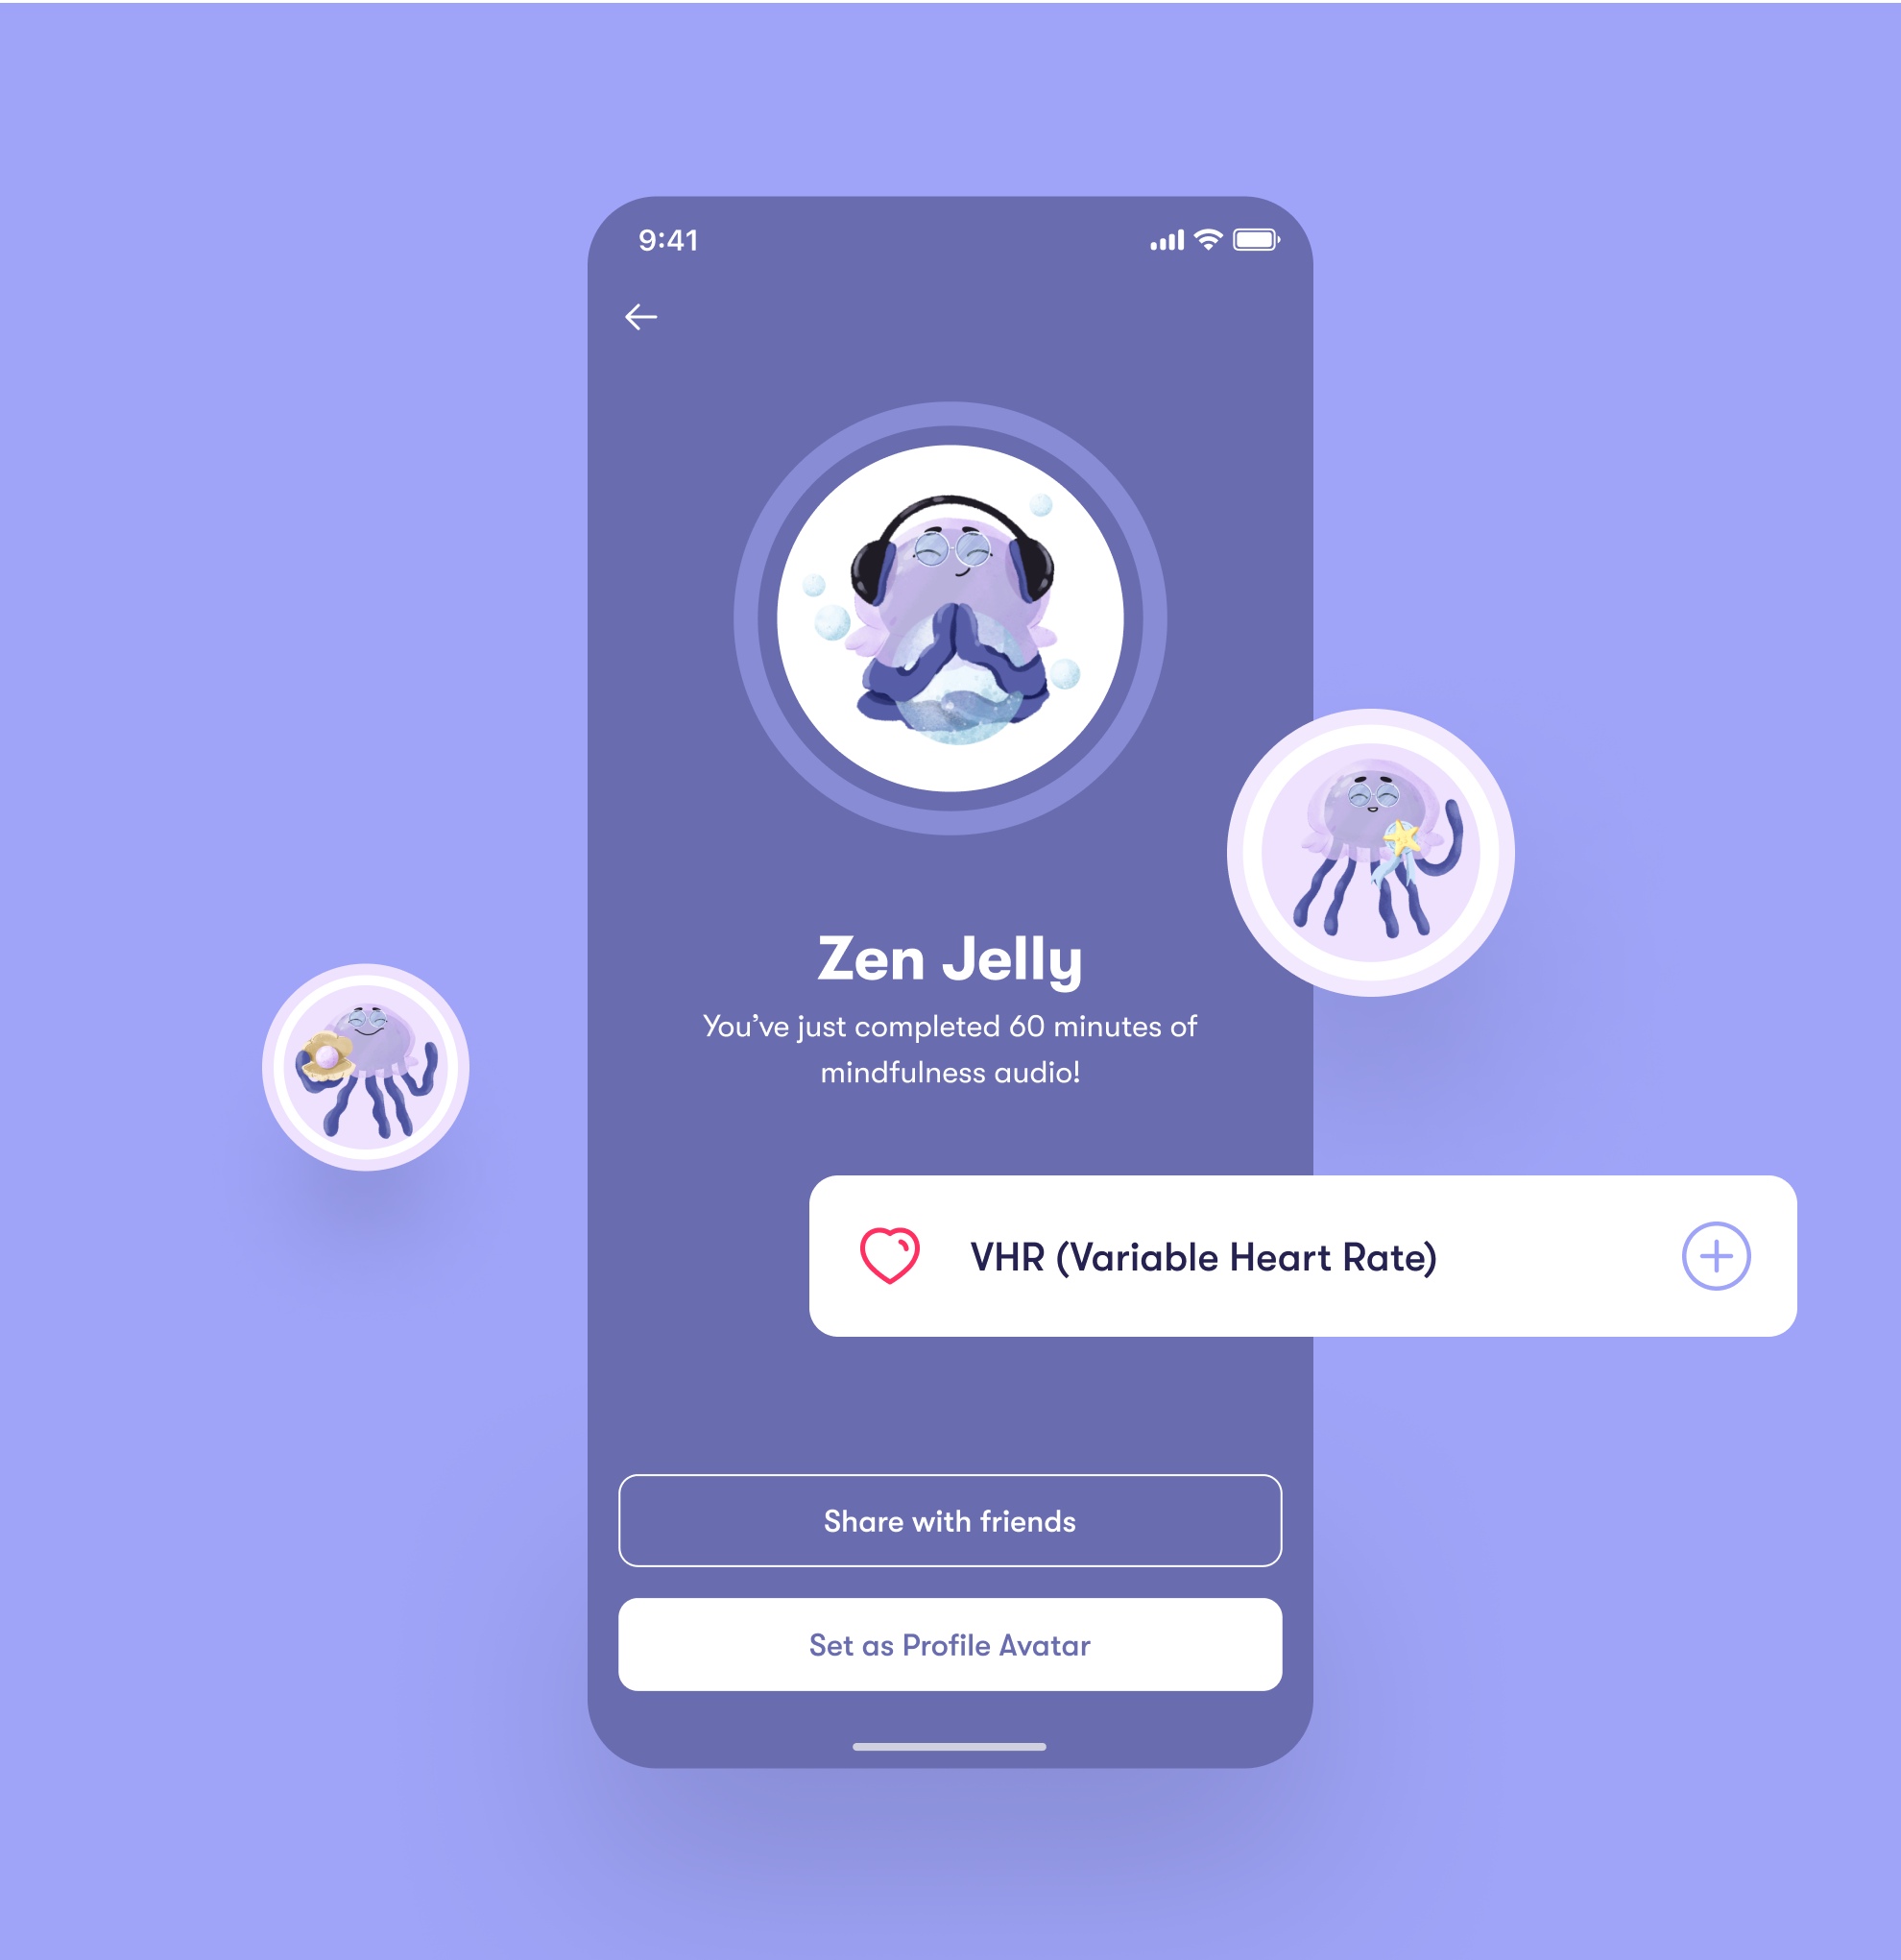 9:41
Zen Jelly
You’ve just completed 60 minutes of
mindfulness audio!
VHR (Variable Heart Rate)
Share with friends
Set as Profile Avatar